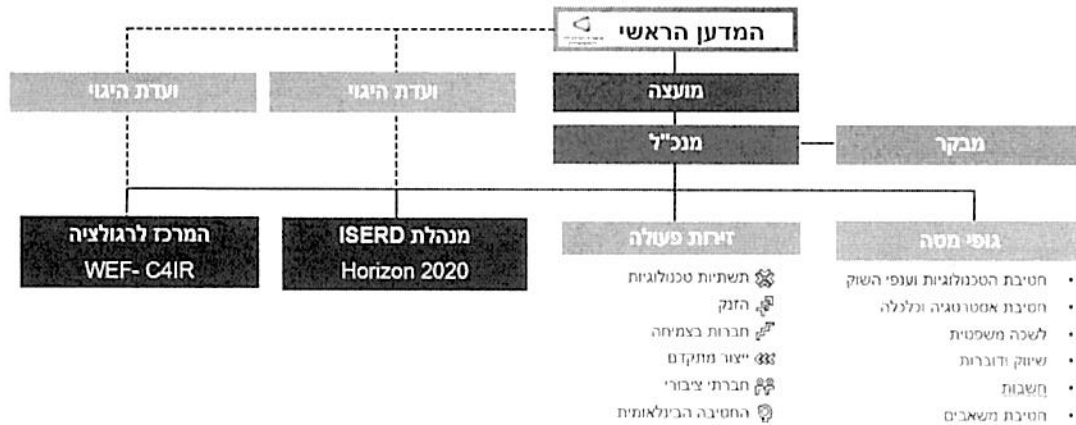 המדען הראשי
מועצה
מנכ"ל
מבקר
ועדת היגוי
ועדת היגוי
גופי מטה
חטיבת הטכנולוגיות וענפי השוק
חטיבת אסטרטגיה וכלכלה
לשכה משפטית
שיווק ודוברות
חשבות
חטיבת משאבים
זירות פעולה
תשתיות טכנולוגיות
הזנק
חברות בצמיחה
ייצור מתקדם
חברתי ציבורי
החטיבה הבינלאומית
מנהלת ISERD
Horizon 2020
המרכז לרגולציה
WEF- C4IR